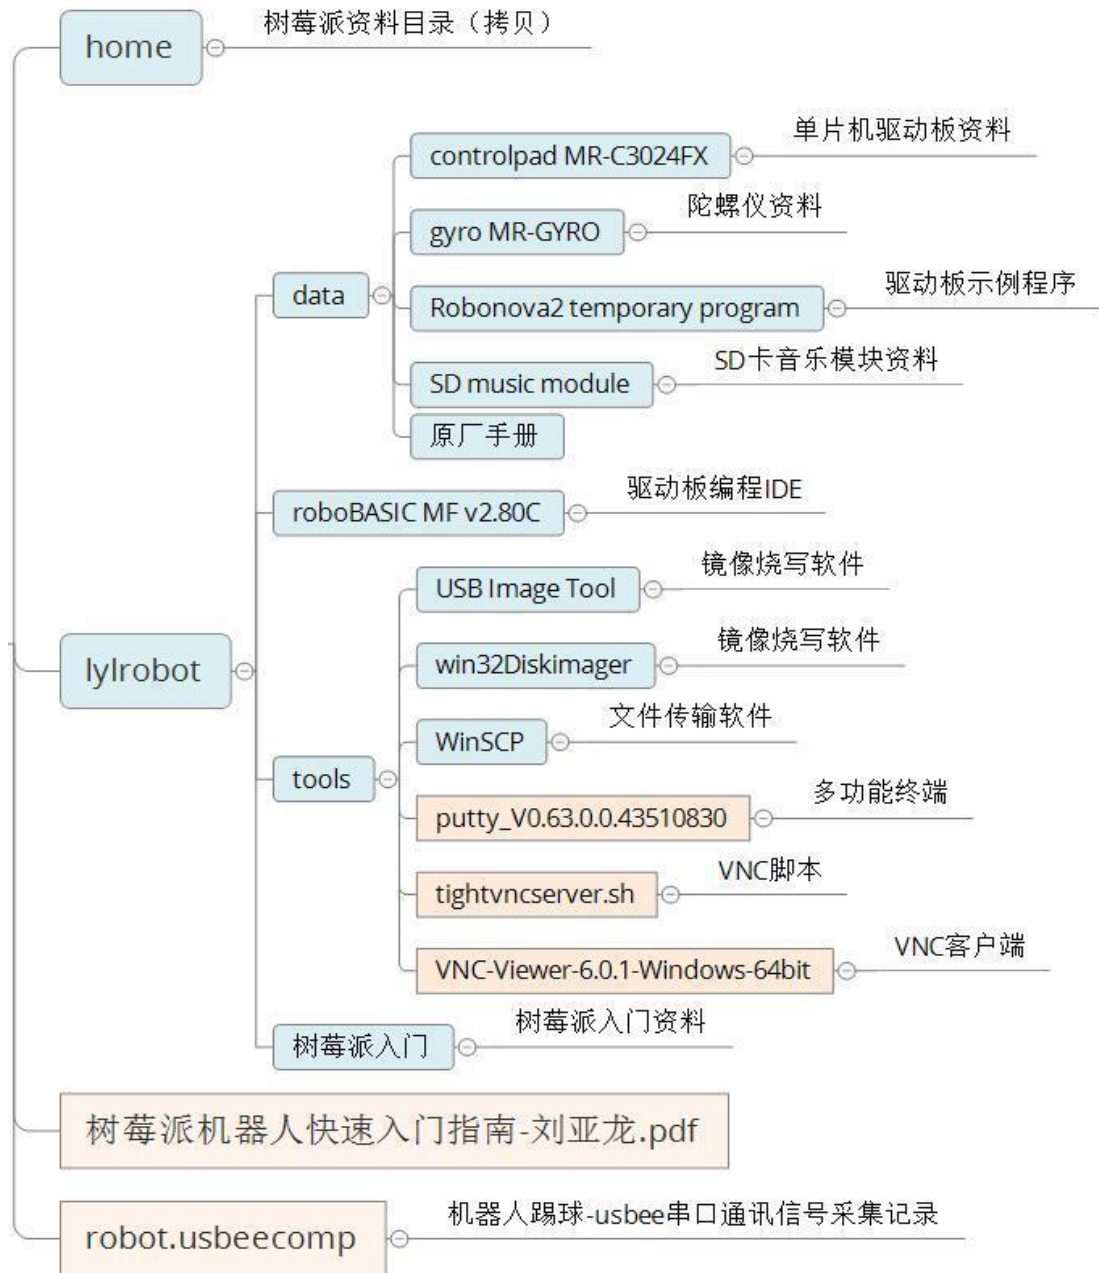 home
树莓派资料目录（拷贝）
lylrobot
data
controlpad MR-C3024FX
单片机驱动板资料
gyro MR-GYRO
陀螺仪资料
Robonova2 temporary program
驱动板示例程序
SD music module
SD卡音乐模块资料
原厂手册
roboBASIC MF v2.80C
驱动板编程IDE
tools
USB Image Tool
镜像烧写软件
win32Diskimager
镜像烧写软件
WinSCP
文件传输软件
putty_V0.63.0.0.43510830
多功能终端
tightvncserver.sh
VNC脚本
VNC-Viewer-6.0.1-Windows-64bit
VNC客户端
树莓派入门
树莓派入门资料
树莓派机器人快速入门指南-刘亚龙.pdf
robot.usbeecomp
机器人踢球-usbee串口通讯信号采集记录